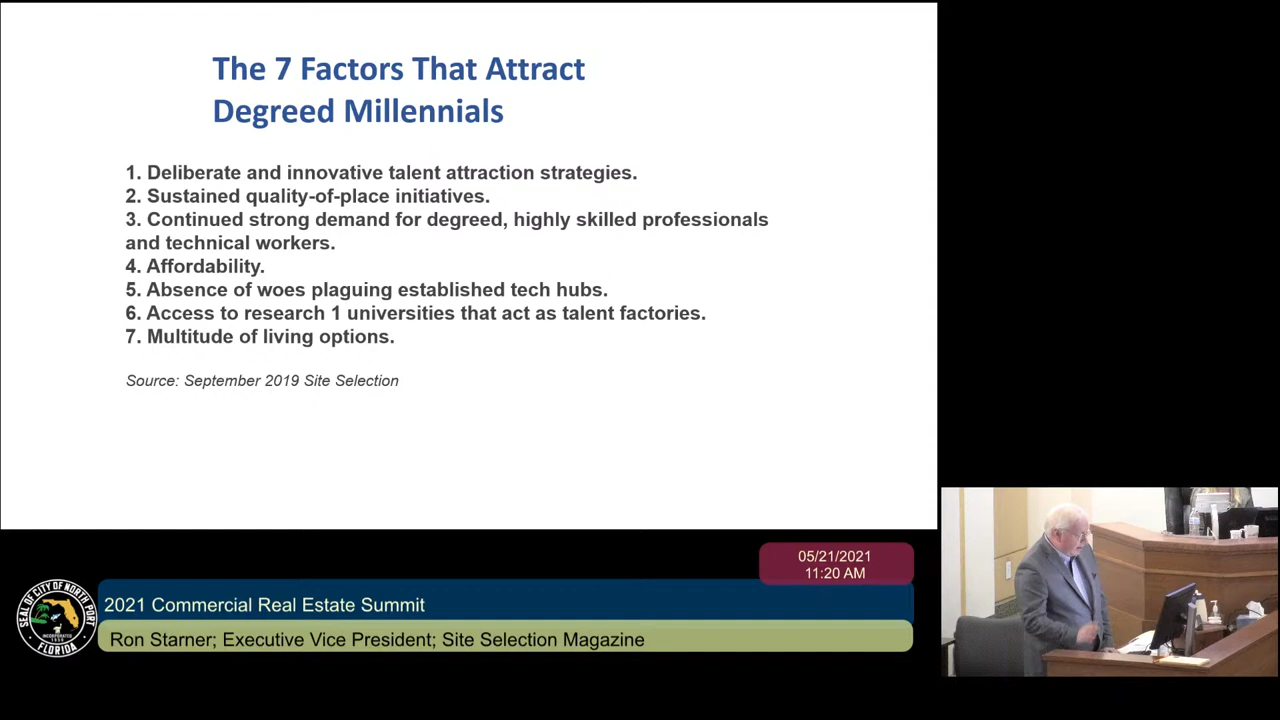 The 7 Factors That Attract
Degreed Millennials
1. Deliberate and innovative talent attraction strategies.
2. Sustained quality-of-place initiatives.
3. Continued strong demand for degreed, highly skilled professionals
and technical workers.
4. Affordability.
5. Absence of woes plaguing established tech hubs.
6. Access to research 1 universities that act as talent factories.
7. Multitude of living options.
Source: September 2019 Site Selection
05/21/2021
11:20 AM
2021 Commercial Real Estate Summit
Ron Starner; Executive Vice President; Site Selection Magazine
SEAL OF CITY OF NORTH PORT
INCORPORATED
FLORIDA